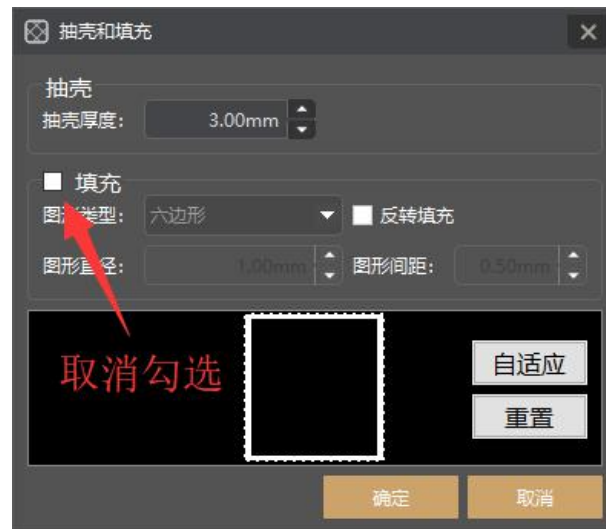 抽壳和填充
抽壳
抽壳厚度: 3.00mm
填充
图形类型: 六边形 反转填充
图形直径: 1.00mm 图形间距: 0.50mm
取消勾选
自适应
重置
确定 取消